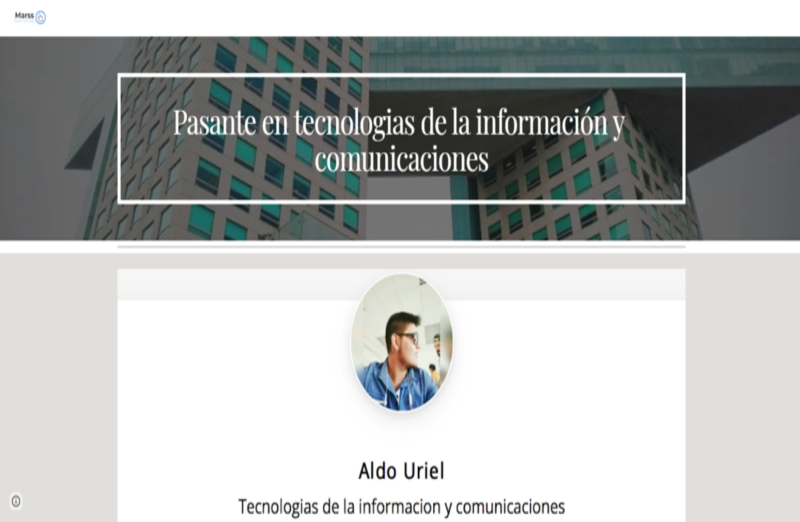 Marss
Pasante en tecnologias de la información y
comunicaciones
Aldo Uriel
Tecnologias de la informacion y comunicaciones